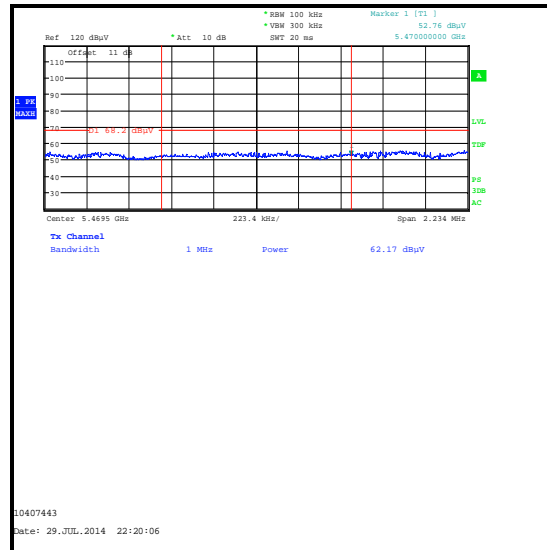 * RBW 100 kHz Marker 1 [T1 ]
* VBW 300 kHz 52.76 dBµV
Ref 120 dBµV * Att 10 dB SWT 20 ms 5.470000000 GHz
Offset 11 dB
110
100
A
1 PK
MAXH
90
80
LVL
70
D1 68.2 dBµV
60
TDF
50
40
PS
3DB
30
AC
Center 5.4695 GHz 223.4 kHz/ Span 2.234 MHz
Tx Channel
Bandwidth 1 MHz Power 62.17 dBµV
10407443
Date: 29.JUL.2014 22:20:06